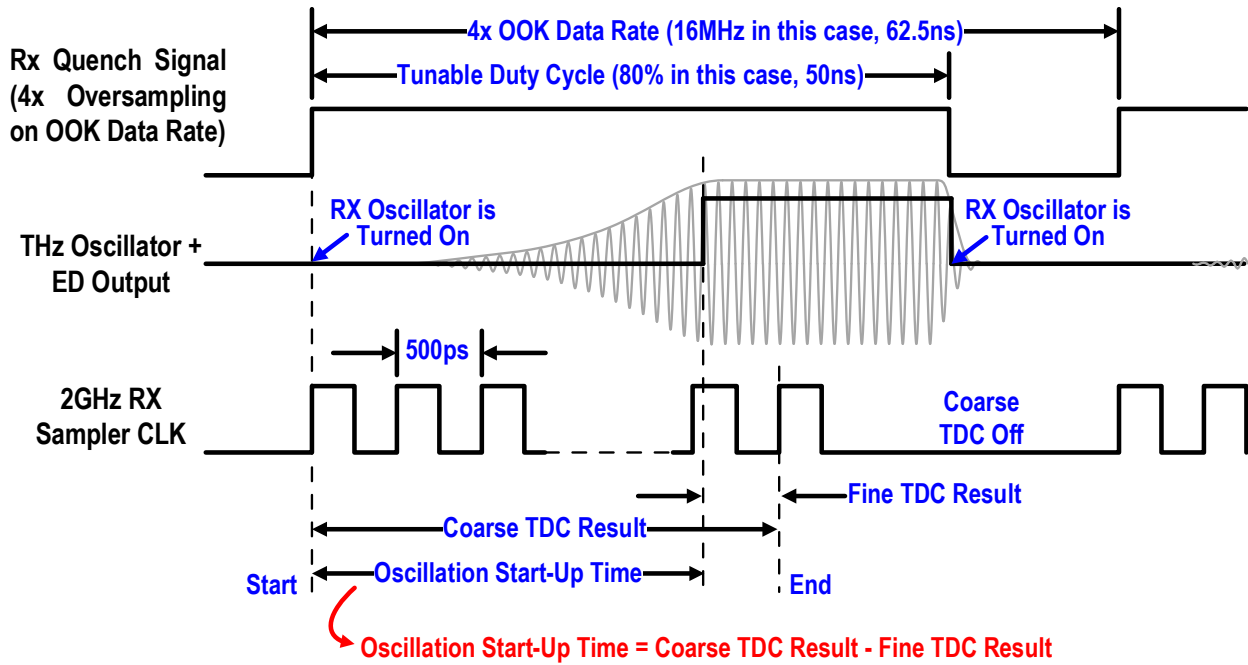 4x OOK Data Rate (16MHz in this case, 62.5ns)
Tunable Duty Cycle (80% in this case, 50ns)
Rx Quench Signal
(4x Oversampling
on OOK Data Rate)
RX Oscillator is
Turned On
RX Oscillator is
Turned On
THz Oscillator +
ED Output
500ps
2GHz RX
Sampler CLK
Coarse
TDC Off
Fine TDC Result
Coarse TDC Result
Start
Oscillation Start-Up Time
End
Oscillation Start-Up Time = Coarse TDC Result - Fine TDC Result